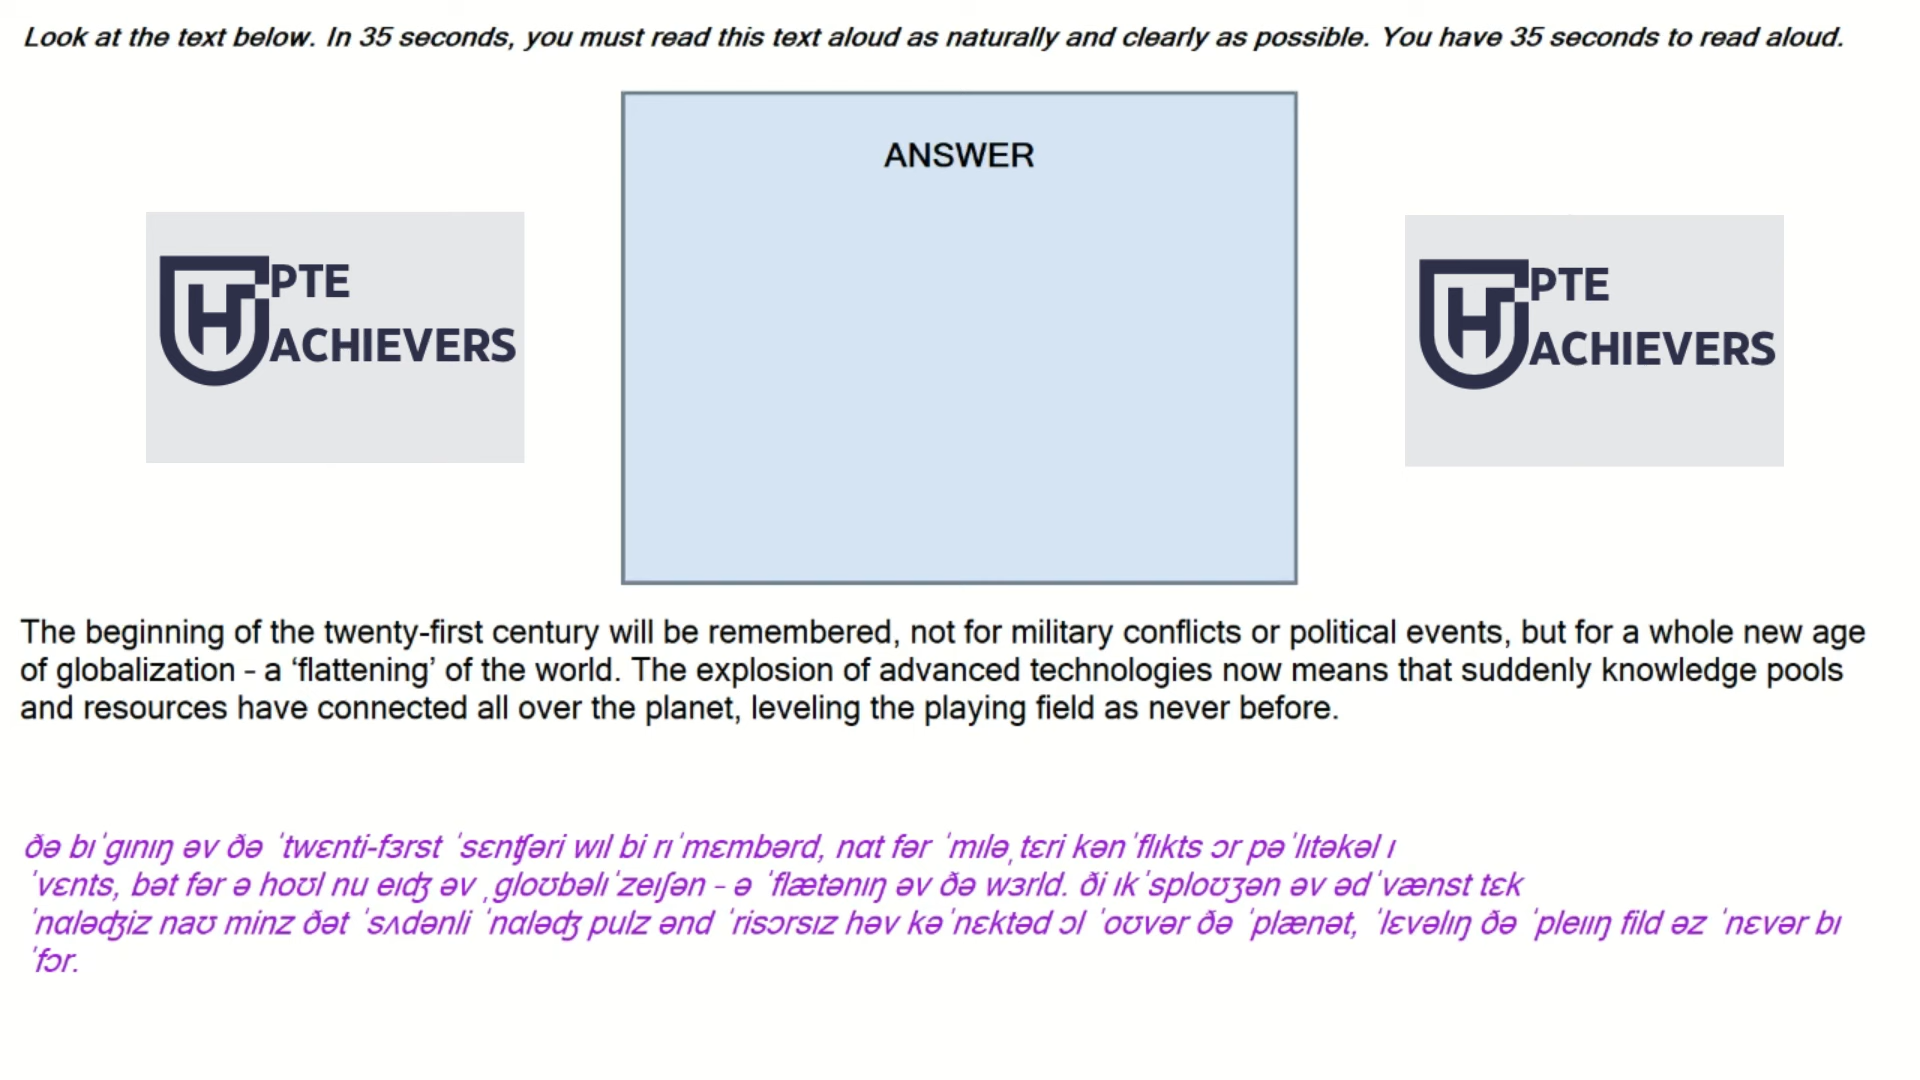 Look at the text below. In 35 seconds, you must read this text aloud as naturally and clearly as possible. You have 35 seconds to read aloud.
ANSWER
PTE
ACHIEVERS
PTE
ACHIEVERS
The beginning of the twenty-first century will be remembered, not for military conflicts or political events, but for a whole new age
of globalization - a ‘flattening’ of the world. The explosion of advanced technologies now means that suddenly knowledge pools
and resources have connected all over the planet, leveling the playing field as never before.
ðə bɪˈgɪnɪŋ əv ðə ˈtwɛnti-fɜrst ˈsɛnʧəri wɪl bi rɪˈmɛmbərd, nɑt fər ˈmɪləˌtɛri kənˈflɪkts ɔr pəˈlɪtəkəl ɪ
ˈvɛnts, bət fər ə hoʊl nu eɪʤ əv ˌgloʊbəlɪˈzeɪʃən - ə ˈflætənɪŋ əv ðə wɜrld. ði ɪkˈsploʊʒən əv ədˈvænst tɛk
ˈnɑləʤiz naʊ minz ðət ˈsʌdənli ˈnɑləʤ pulz ənd ˈrisɔrsɪz həv kəˈnɛktəd ɔl ˈoʊvər ðə ˈplænət, ˈlɛvəlɪŋ ðə ˈpleɪɪŋ fild əz ˈnɛvər bɪ
ˈfɔr.